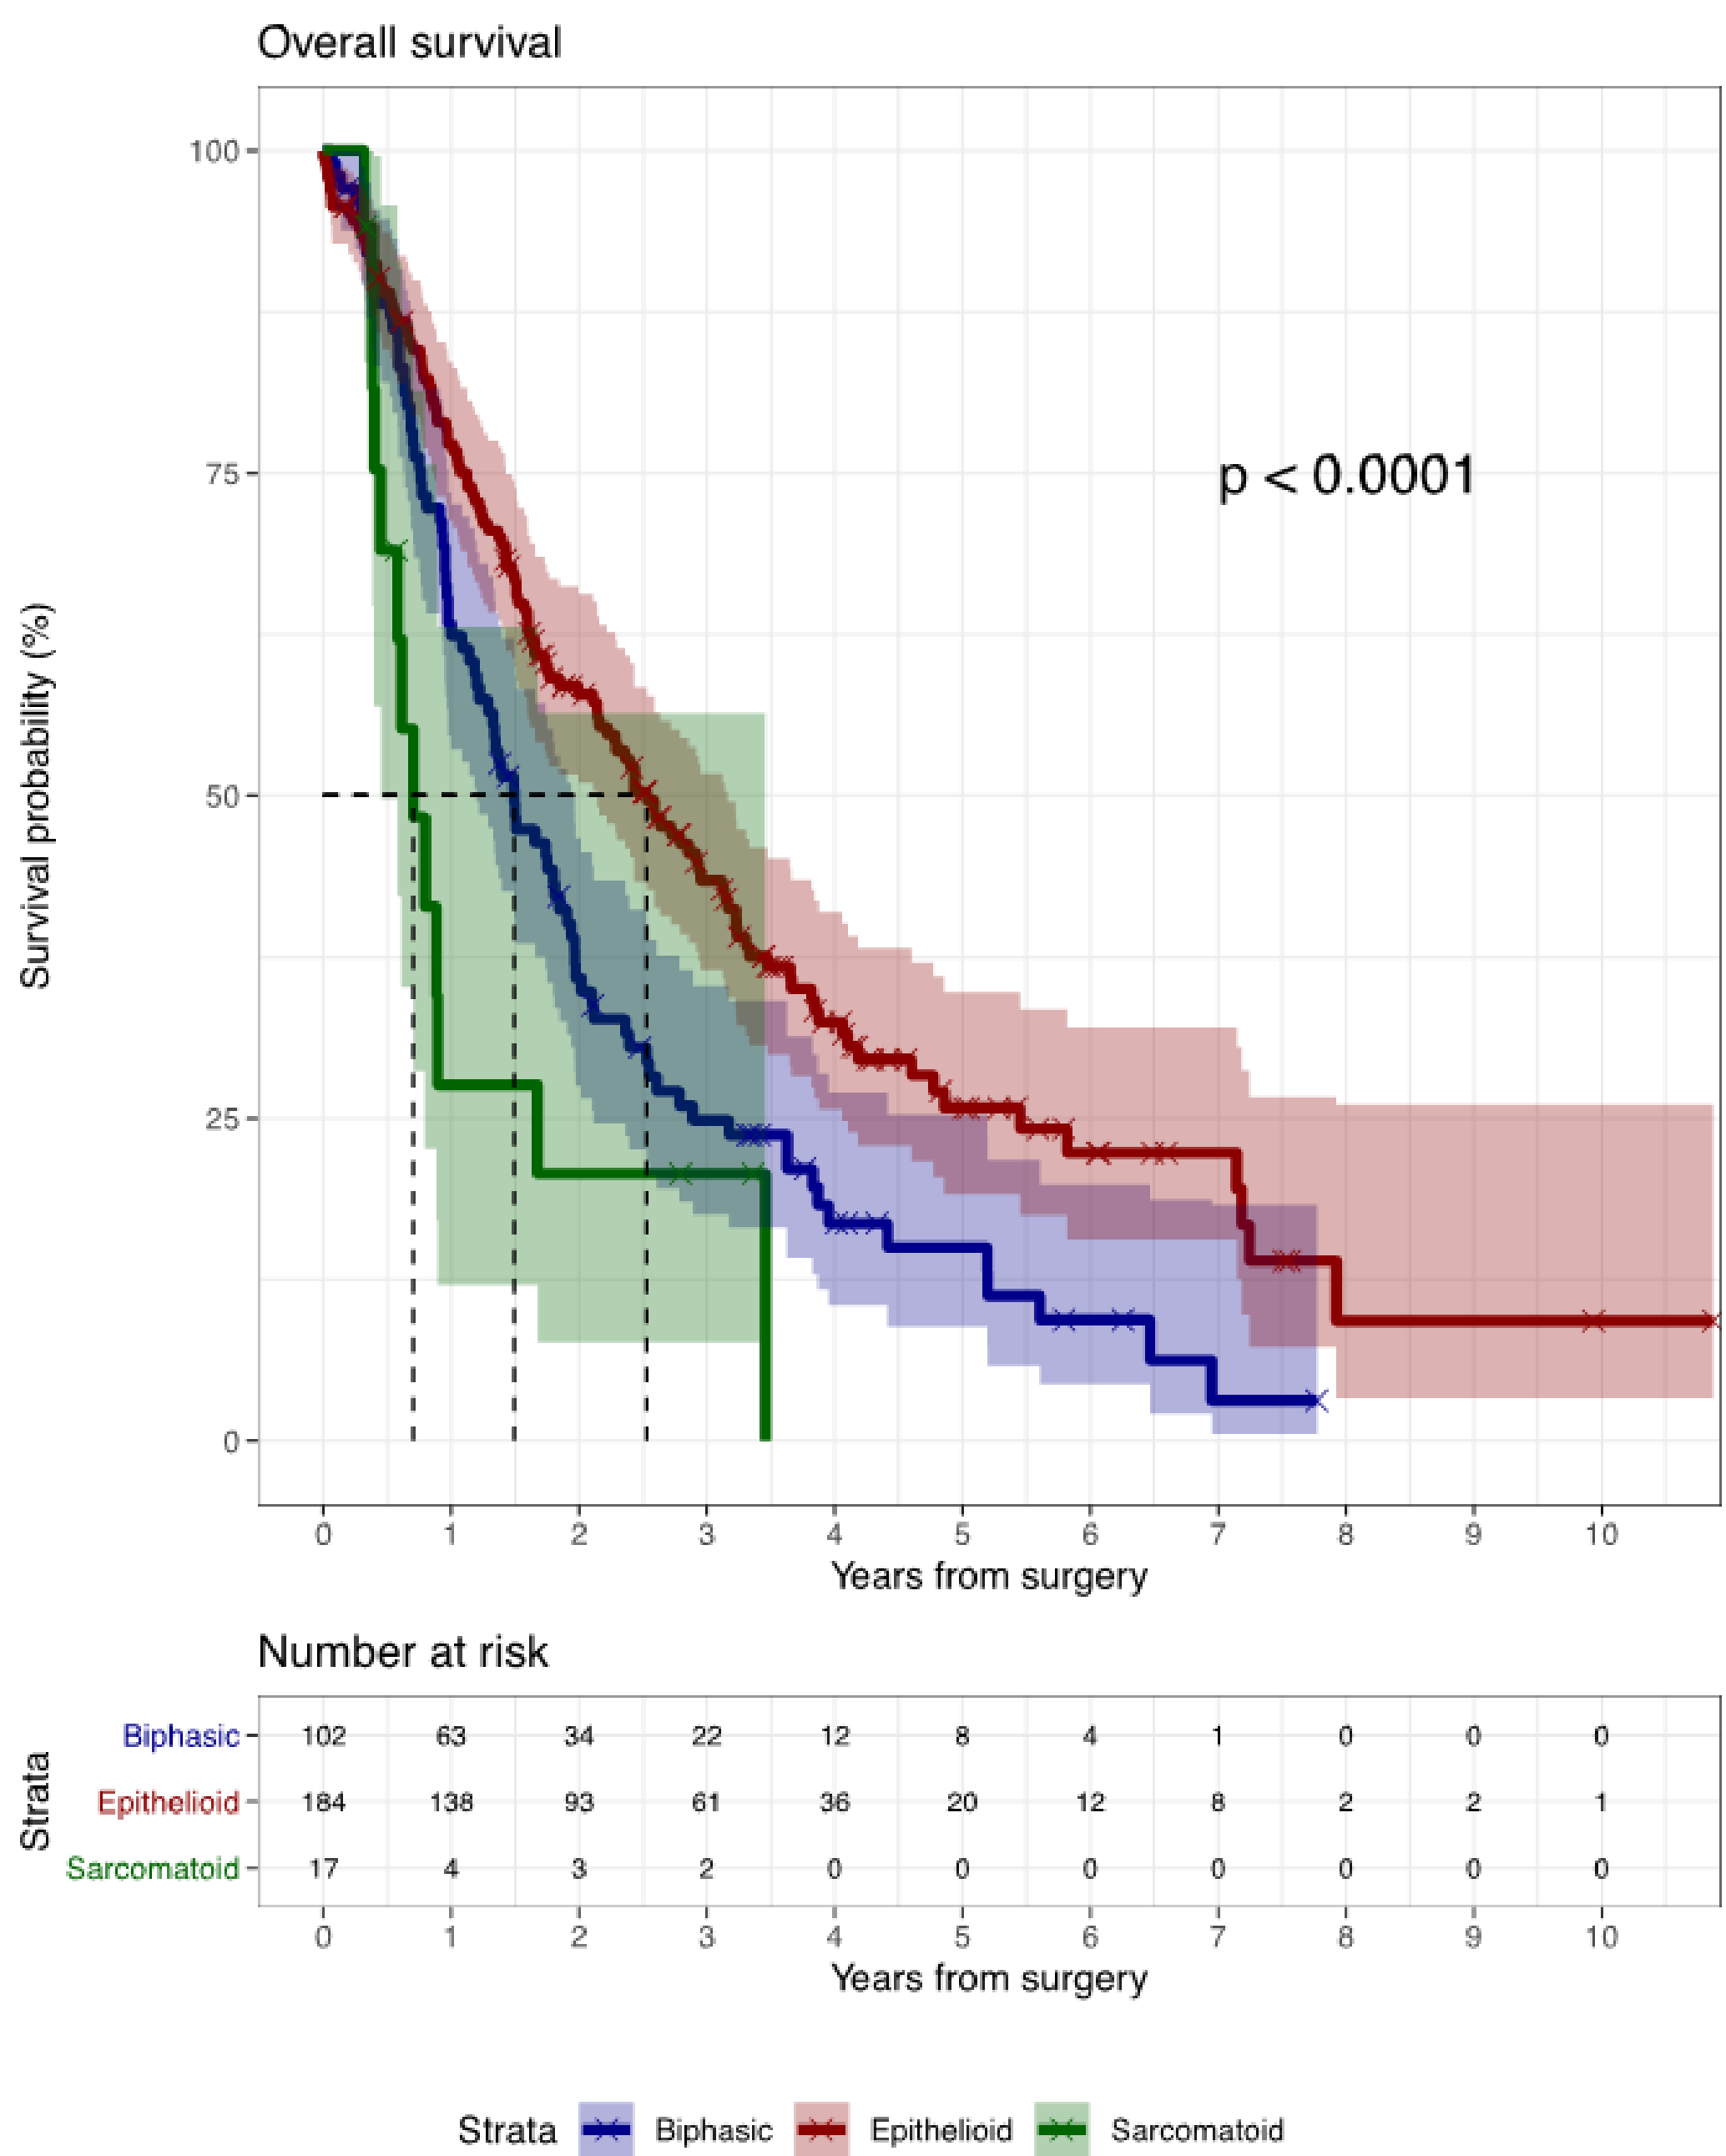 Overall survival
Survival probability (%)
100
75
50
25
0
p < 0.0001
0 1 2 3 4 5 6 7 8 9 10
Years from surgery
Number at risk
Strata
Biphasic 102 63 34 22 12 8 4 1 0 0 0
Epithelioid 184 138 93 61 36 20 12 8 2 2 1
Sarcomatoid 17 4 3 2 0 0 0 0 0 0 0
0 1 2 3 4 5 6 7 8 9 10
Years from surgery
Strata Biphasic Epithelioid Sarcomatoid